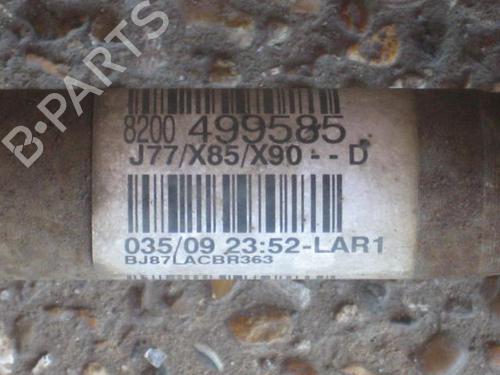 B-PARTS
8200 499585
J77/X85/X90 - - D
035/09 23:52-LAR1
BJ87LACBR363